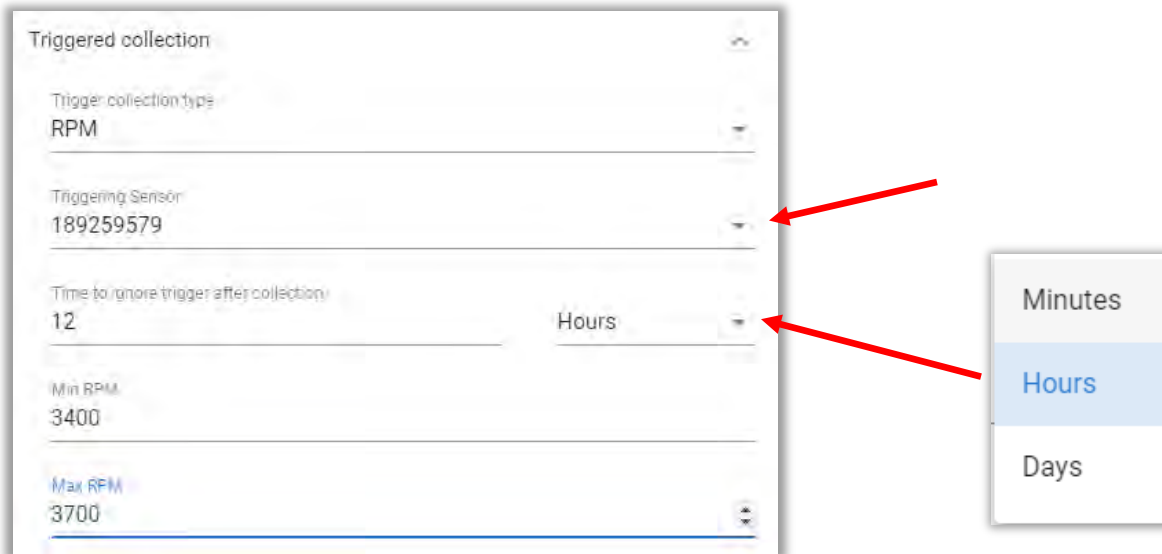 Triggered collection
Trigger collection type
RPM
Triggering Sensor
189259579
Time to ignore trigger after collection
12 Hours
Min RPM
3400
Max RPM
3700
Minutes
Hours
Days